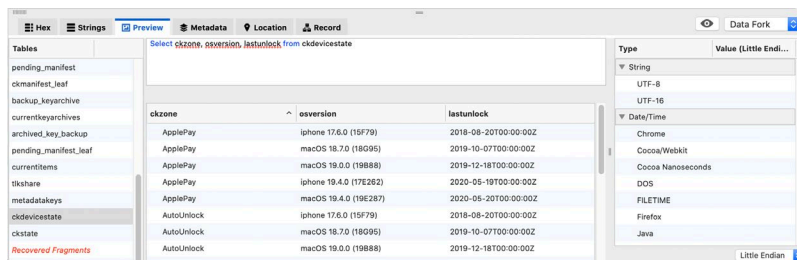 Hex Strings Preview Metadata Location Record Data Fork
Tables
pending_manifest
ckmanifest_leaf
backup_keyarchive
currentkeyarchives
archived_key_backup
pending_manifest_leaf
currentitems
tlkshare
metadatakeys
ckdevicestate
ckstate
Recovered Fragments
Select ckzone, osversion, lastunlock from ckdevicestate
ckzone osversion lastunlock
ApplePay iphone 17.6.0 (15F79) 2018-08-20T00:00:00Z
ApplePay macOS 18.7.0 (18G95) 2019-10-07T00:00:00Z
ApplePay macOS 19.0.0 (19B88) 2019-12-18T00:00:00Z
ApplePay iphone 19.4.0 (17E262) 2020-05-19T00:00:00Z
ApplePay macOS 19.4.0 (19E287) 2020-05-20T00:00:00Z
AutoUnlock iphone 17.6.0 (15F79) 2018-08-20T00:00:00Z
AutoUnlock macOS 18.7.0 (18G95) 2019-10-07T00:00:00Z
AutoUnlock macOS 19.0.0 (19B88) 2019-12-18T00:00:00Z
Type Value (Little Endi...
String
UTF-8
UTF-16
Date/Time
Chrome
Cocoa/Webkit
Cocoa Nanoseconds
DOS
FILETIME
Firefox
Java
Little Endian